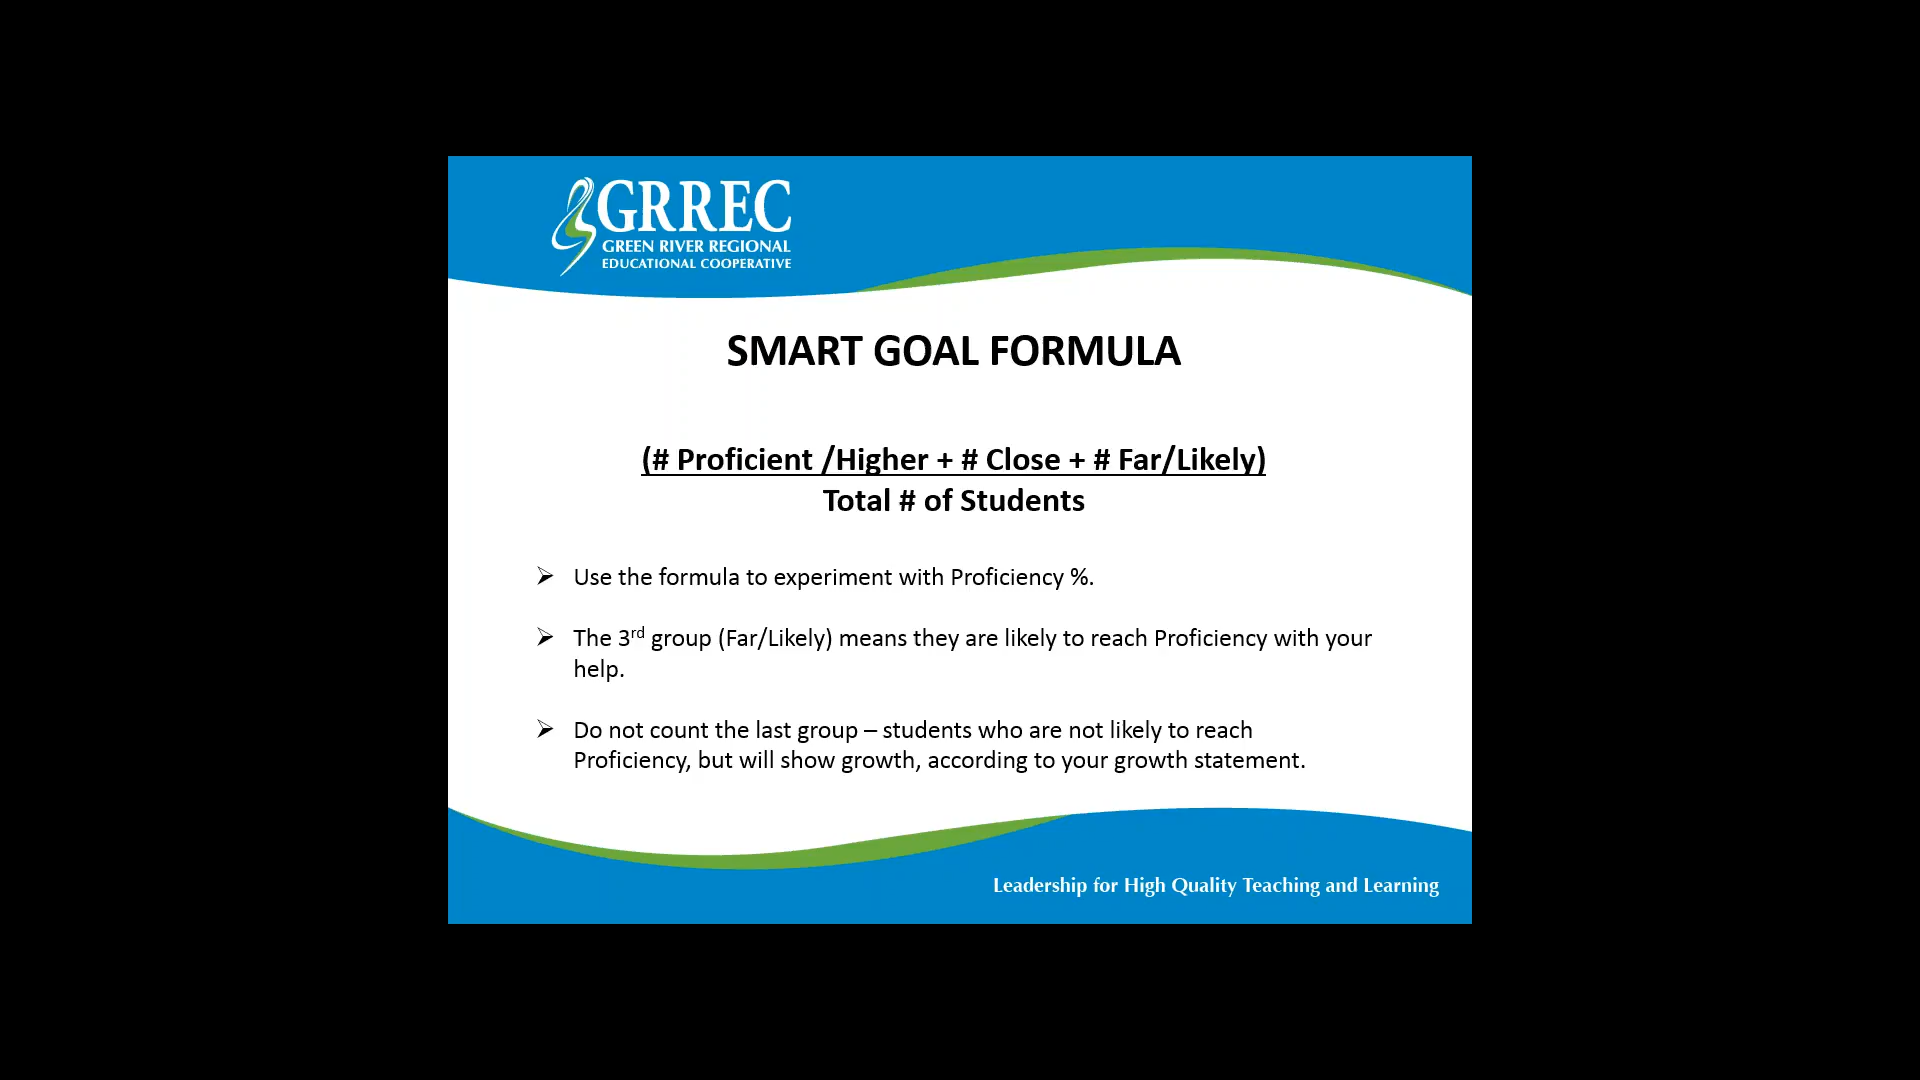 GRREC
GREEN RIVER REGIONAL
EDUCATIONAL COOPERATIVE
SMART GOAL FORMULA
(# Proficient /Higher + # Close + # Far/Likely)
Total # of Students
➢ Use the formula to experiment with Proficiency %.
➢ The 3rd group (Far/Likely) means they are likely to reach Proficiency with your
help.
➢ Do not count the last group – students who are not likely to reach
Proficiency, but will show growth, according to your growth statement.
Leadership for High Quality Teaching and Learning